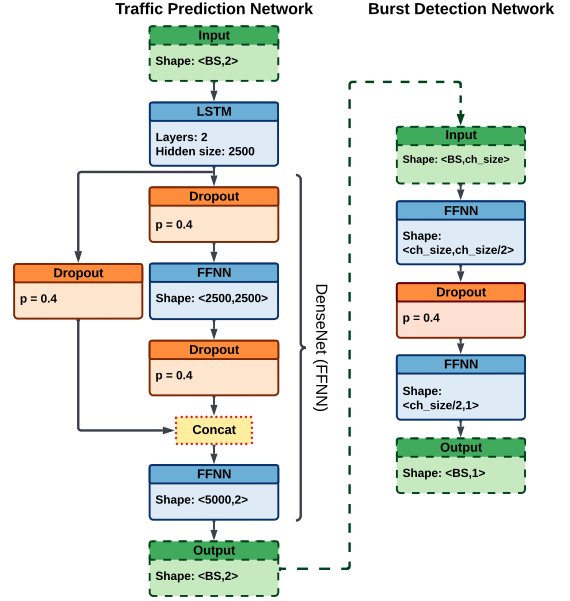 Traffic Prediction Network
Input
Shape: <BS,2>
LSTM
Layers: 2
Hidden size: 2500
Dropout
p = 0.4
Dropout
p = 0.4
FFNN
Shape: <2500,2500>
Dropout
p = 0.4
Concat
FFNN
Shape: <5000,2>
Output
Shape: <BS,2>
DenseNet (FFNN)
Burst Detection Network
Input
Shape: <BS,ch_size>
FFNN
Shape:
<ch_size,ch_size/2>
Dropout
p = 0.4
FFNN
Shape:
<ch_size/2,1>
Output
Shape: <BS,1>